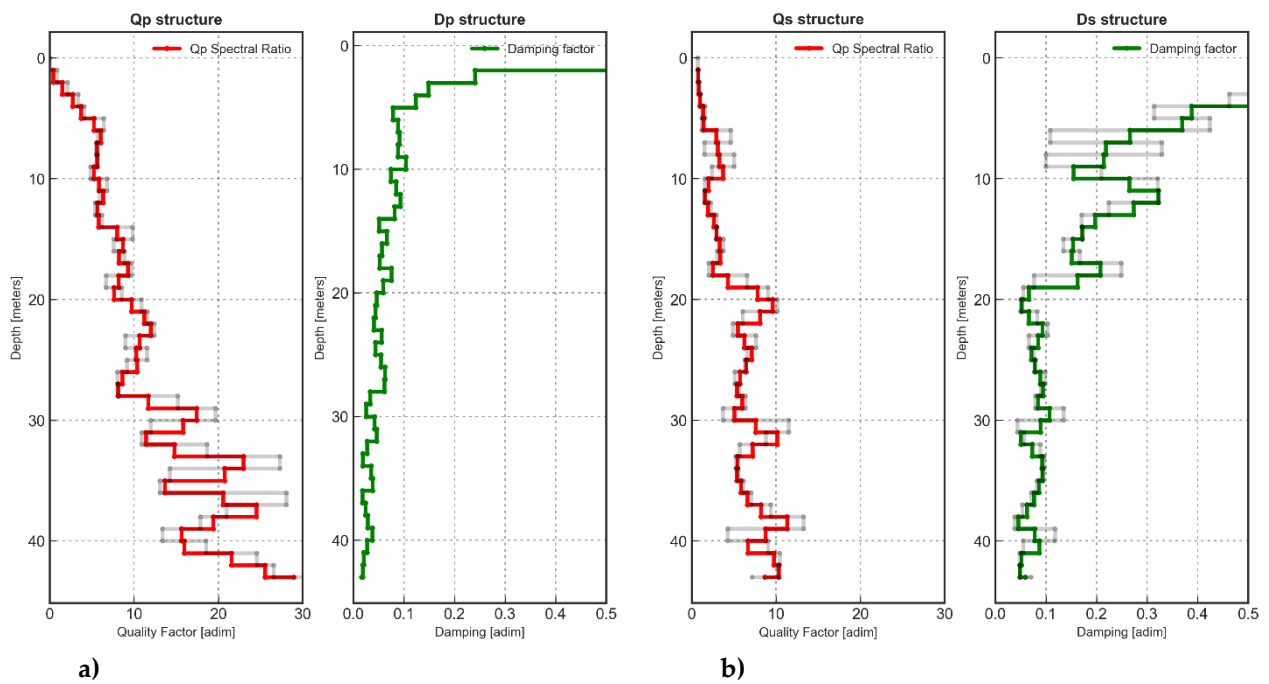 Qp structure
Qp Spectral Ratio
0
10
20
30
40
Depth [meters]
0
10
20
30
Quality Factor [adim]
Dp structure
Damping factor
0
10
20
30
40
Depth [meters]
0
0.1
0.2
0.3
0.4
0.5
Damping [adim]
a)
Qs structure
Qp Spectral Ratio
0
10
20
30
40
Depth [meters]
0
10
20
30
Quality Factor [adim]
Ds structure
Damping factor
0
10
20
30
40
Depth [meters]
0.0
0.1
0.2
0.3
0.4
0.5
Damping [adim]
b)